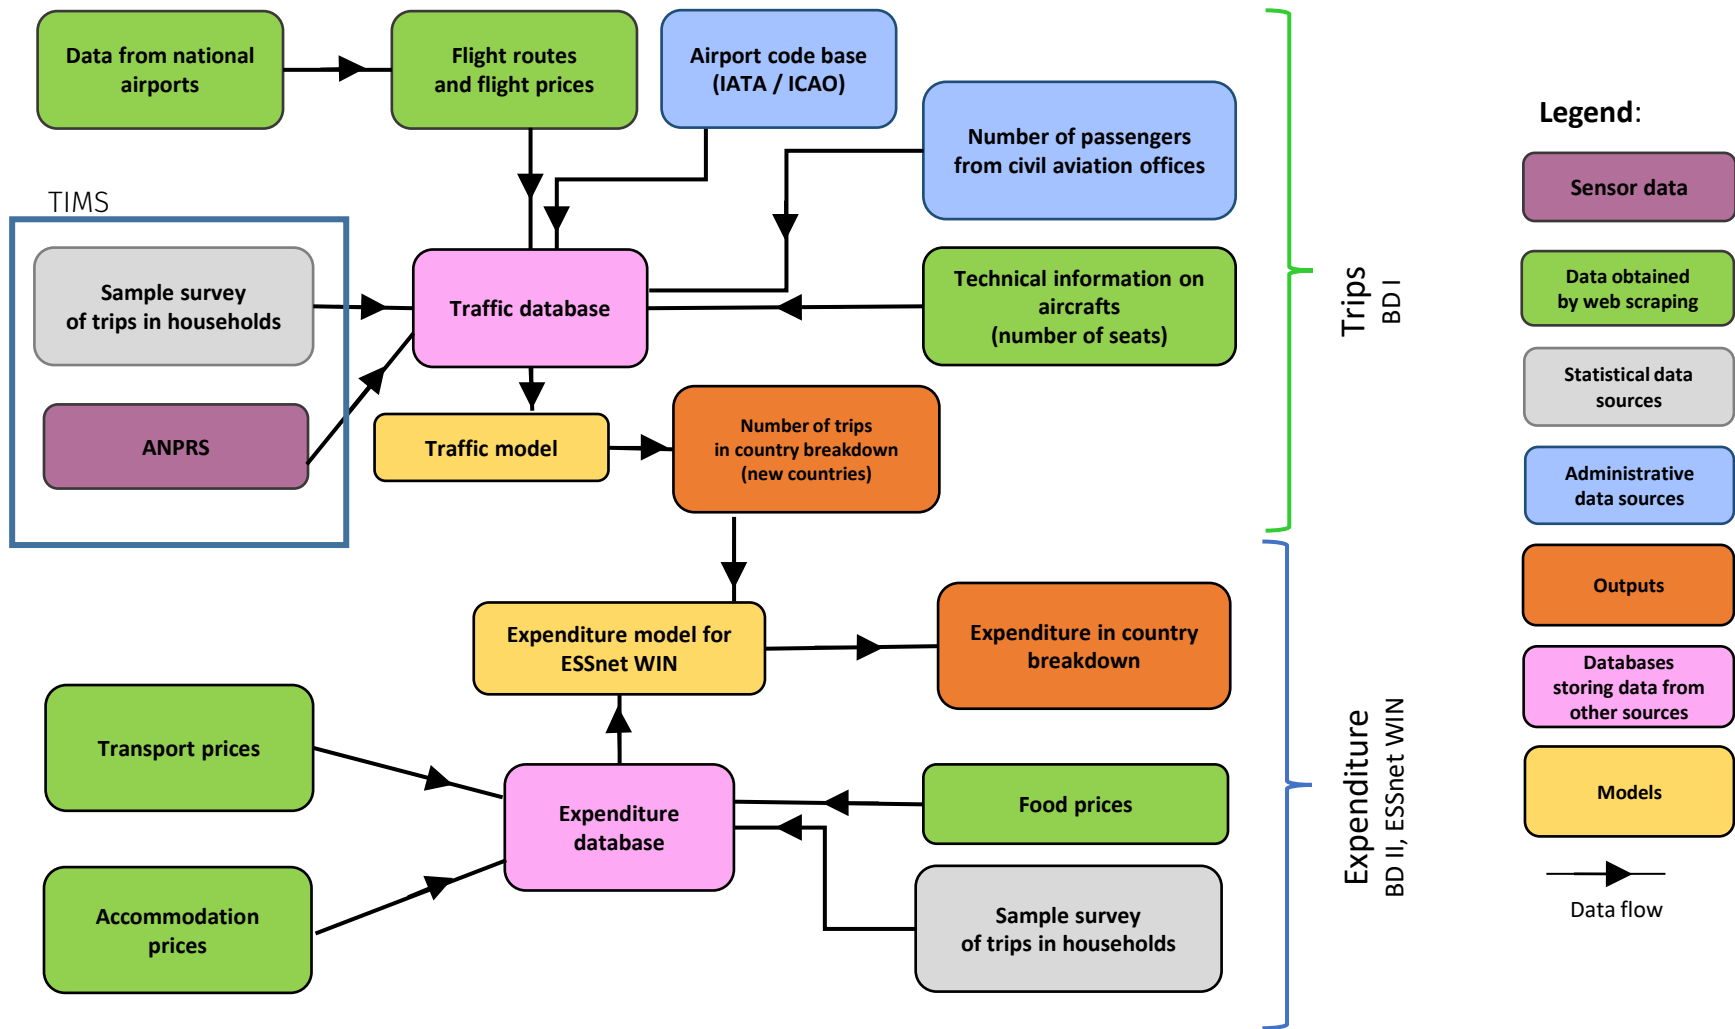 Data from national
airports
Flight routes
and flight prices
Airport code base
(IATA / ICAO)
Number of passengers
from civil aviation offices
TIMS
Sample survey
of trips in households
Traffic database
Technical information on
aircrafts
(number of seats)
ANPRS
Traffic model
Number of trips
in country breakdown
(new countries)
Trips
BD I
Expenditure model for
ESSnet WIN
Expenditure in country
breakdown
Transport prices
Expenditure
database
Food prices
Accommodation
prices
Sample survey
of trips in households
Expenditure
BD II, ESSnet WIN
Legend:
Sensor data
Data obtained
by web scraping
Statistical data
sources
Administrative
data sources
Outputs
Databases
storing data from
other sources
Models
Data flow